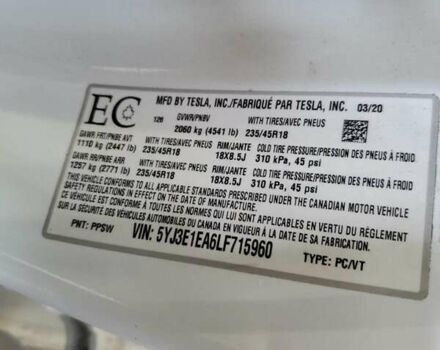 EC
MFD BY TESLA, INC./FABRIQUÉ PAR TESLA, INC. 03/20
126 GVWR/PNBV WITH TIRES/AVEC PNEUS
2060 kg (4541 lb) 235/45R18
GAWR FRT/PNBE AVT WITH TIRES/AVEC PNEUS RIM/JANTE COLD TIRE PRESSURE/PRESSION DES PNEUS À FROID
1110 kg (2447 lb) 235/45R18 18X8.5J 310 kPa, 45 psi
GAWR RR/PNBE ARR WITH TIRES/AVEC PNEUS RIM/JANTE COLD TIRE PRESSURE/PRESSION DES PNEUS À FROID
1257 kg (2771 lb) 235/45R18 18X8.5J 310 kPa, 45 psi
THIS VEHICLE CONFORMS TO ALL APPLICABLE STANDARDS PRESCRIBED UNDER THE CANADIAN MOTOR VEHICLE
SAFETY REGULATIONS IN EFFECT ON THE DATE OF MANUFACTURE
CE VÉHICULE EST CONFORME À TOUTES LES NORMES QUI LUI SONT APPLICABLES EN VERTU DU RÉGLEMENT
SUR LA SÉCURITÉ DES VÉHICULES AUTOMOBILES DU CANADA EN VIGUEUR À LA DATE DE SA FABRICATION.
PNT: PPSW VIN: 5YJ3E1EA6LF715960 TYPE: PC/VT